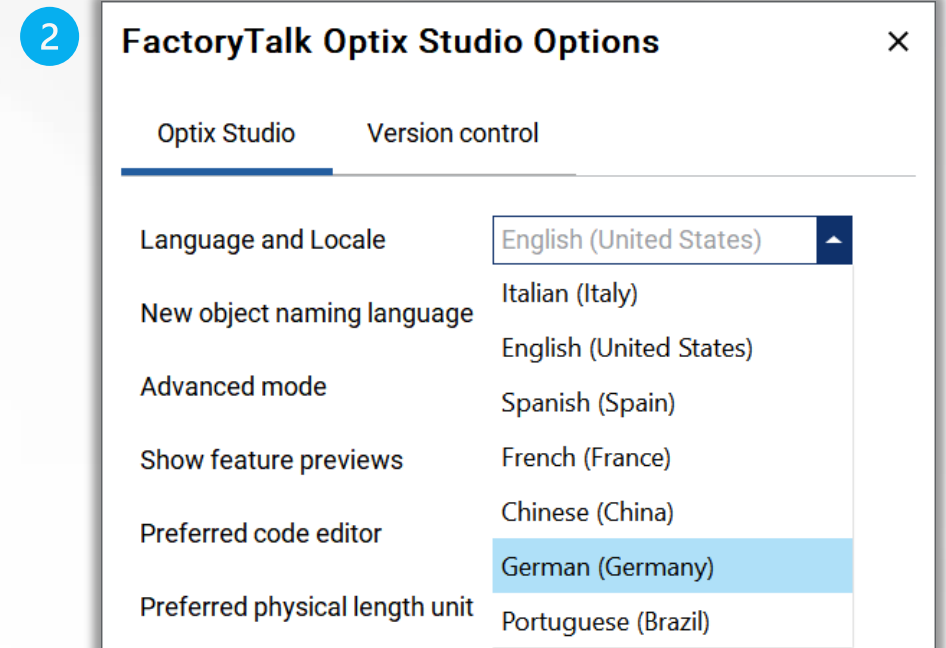 2
FactoryTalk Optix Studio Options
Optix Studio
Version control
Language and Locale
English (United States)
Italian (Italy)
New object naming language
English (United States)
Advanced mode
Spanish (Spain)
Show feature previews
French (France)
Chinese (China)
Preferred code editor
German (Germany)
Preferred physical length unit
Portuguese (Brazil)